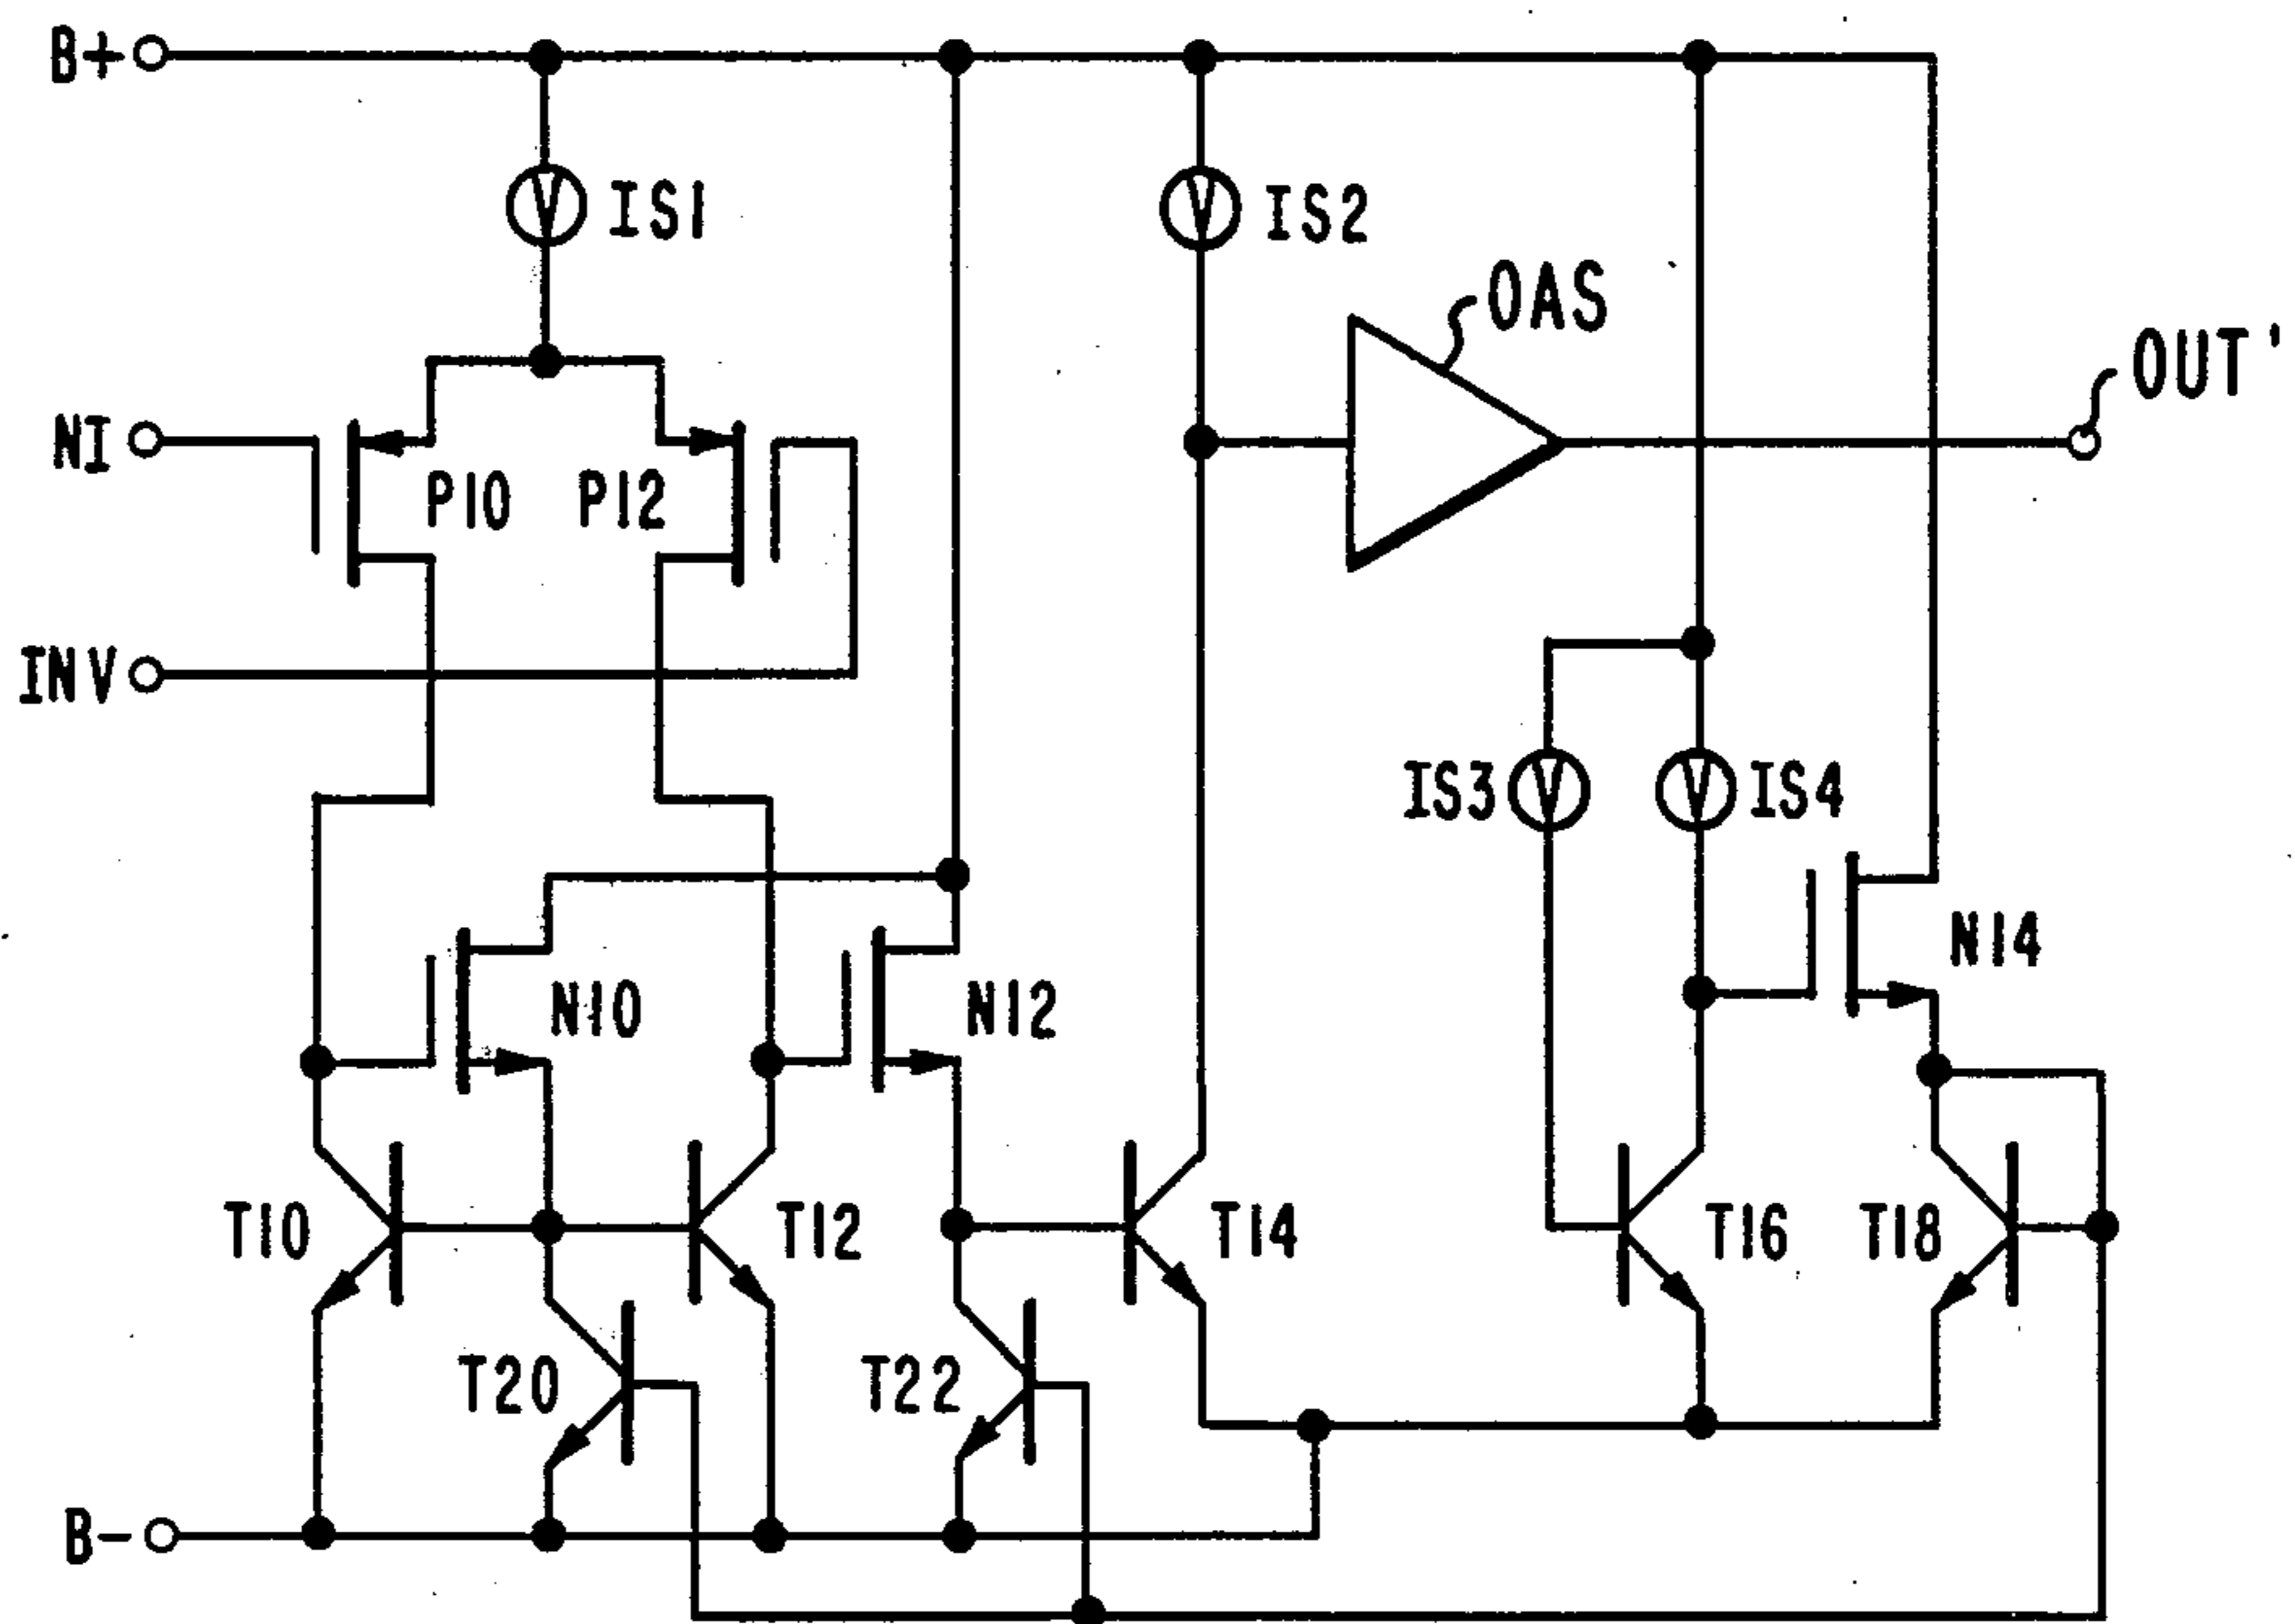 B+
IS1
IS2
OAS
OUT'
NI
P10
P12
INV
IS3
IS4
N10
N12
N14
T10
T12
T14
T16
T18
T20
T22
B-